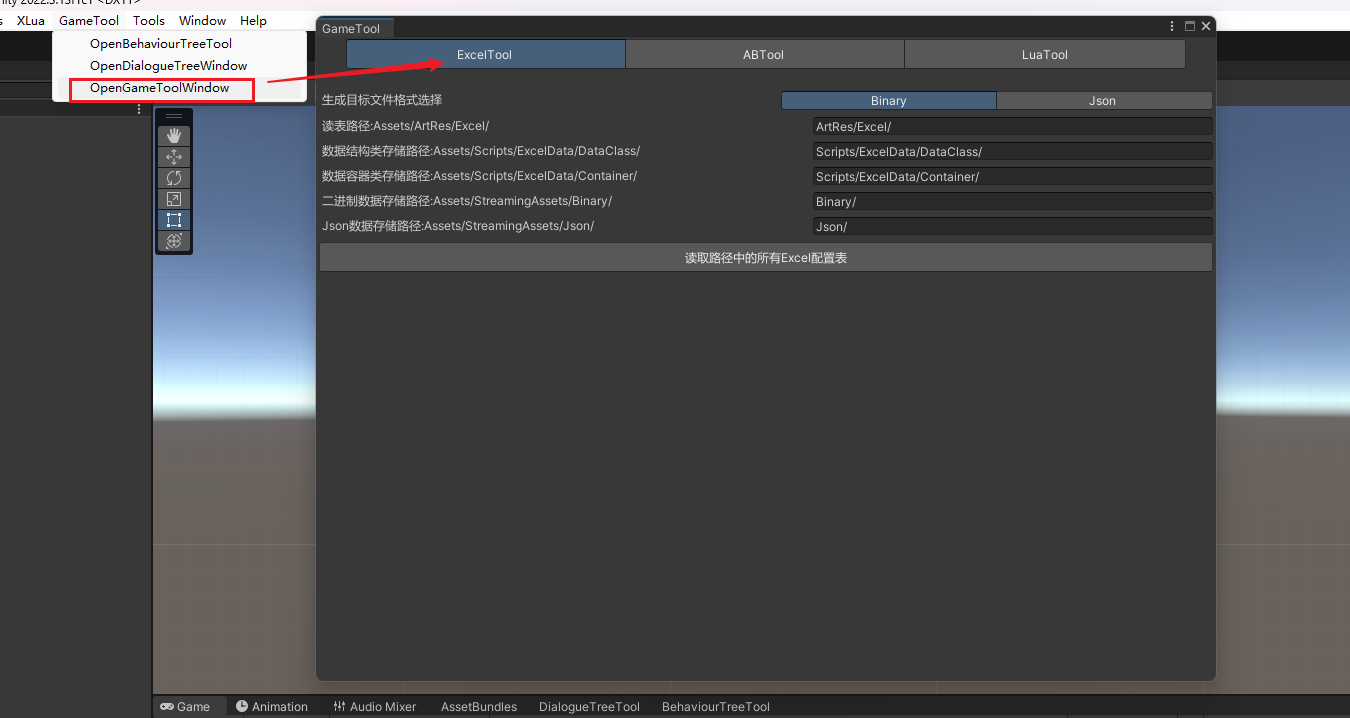 XLua GameTool Tools Window Help
OpenBehaviourTreeTool
OpenDialogueTreeWindow
OpenGameToolWindow
GameTool
ExcelTool ABTool LuaTool
生成目标文件格式选择 Binary Json
读表路径:Assets/ArtRes/Excel/ ArtRes/Excel/
数据结构类存储路径:Assets/Scripts/ExcelData/DataClass/ Scripts/ExcelData/DataClass/
数据容器类存储路径:Assets/Scripts/ExcelData/Container/ Scripts/ExcelData/Container/
二进制数据存储路径:Assets/StreamingAssets/Binary/ Binary/
Json数据存储路径:Assets/StreamingAssets/Json/ Json/
读取路径中的所有Excel配置表
Game Animation Audio Mixer AssetBundles DialogueTreeTool BehaviourTreeTool